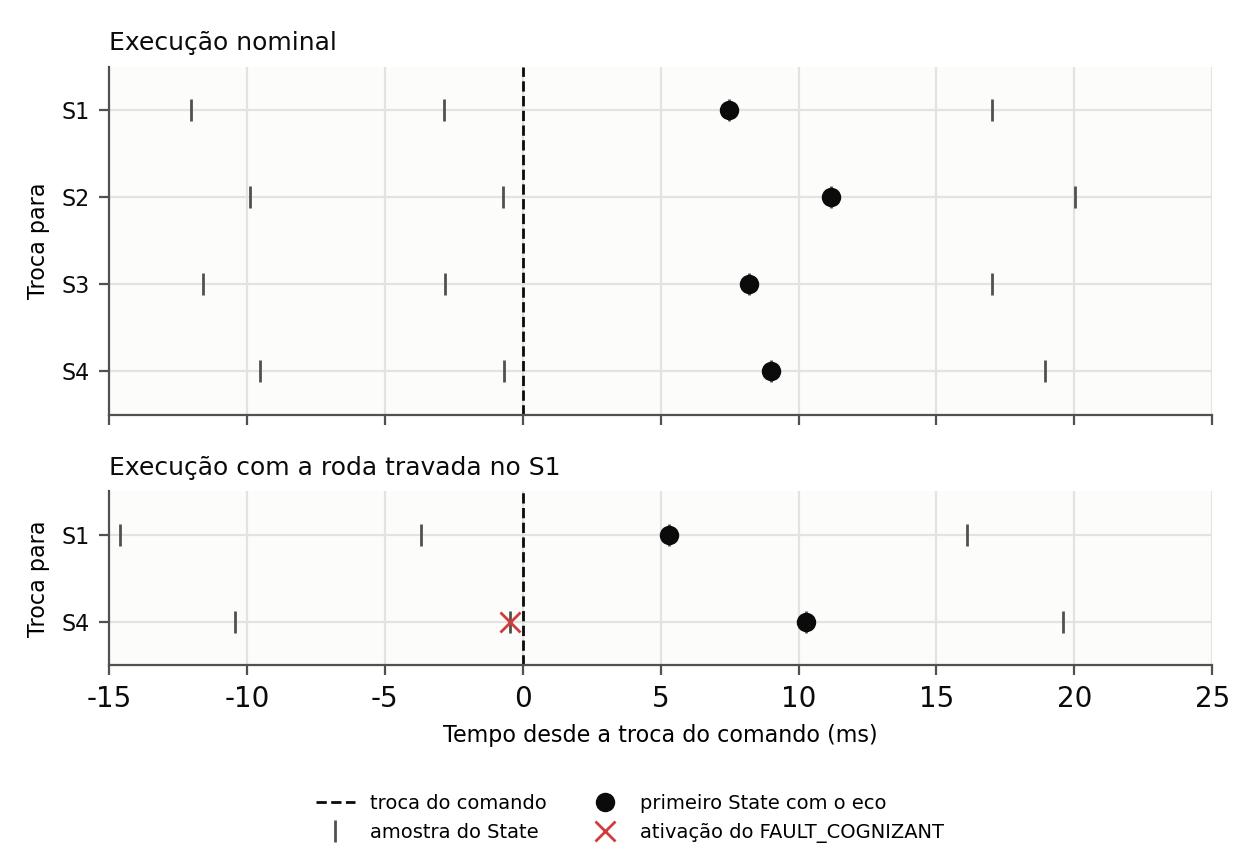 Execução nominal
Troca para
S1
S2
S3
S4
Execução com a roda travada no S1
Troca para
S1
S4
-15 -10 -5 0 5 10 15 20 25
Tempo desde a troca do comando (ms)
troca do comando
amostra do State
primeiro State com o eco
ativação do FAULT_COGNIZANT